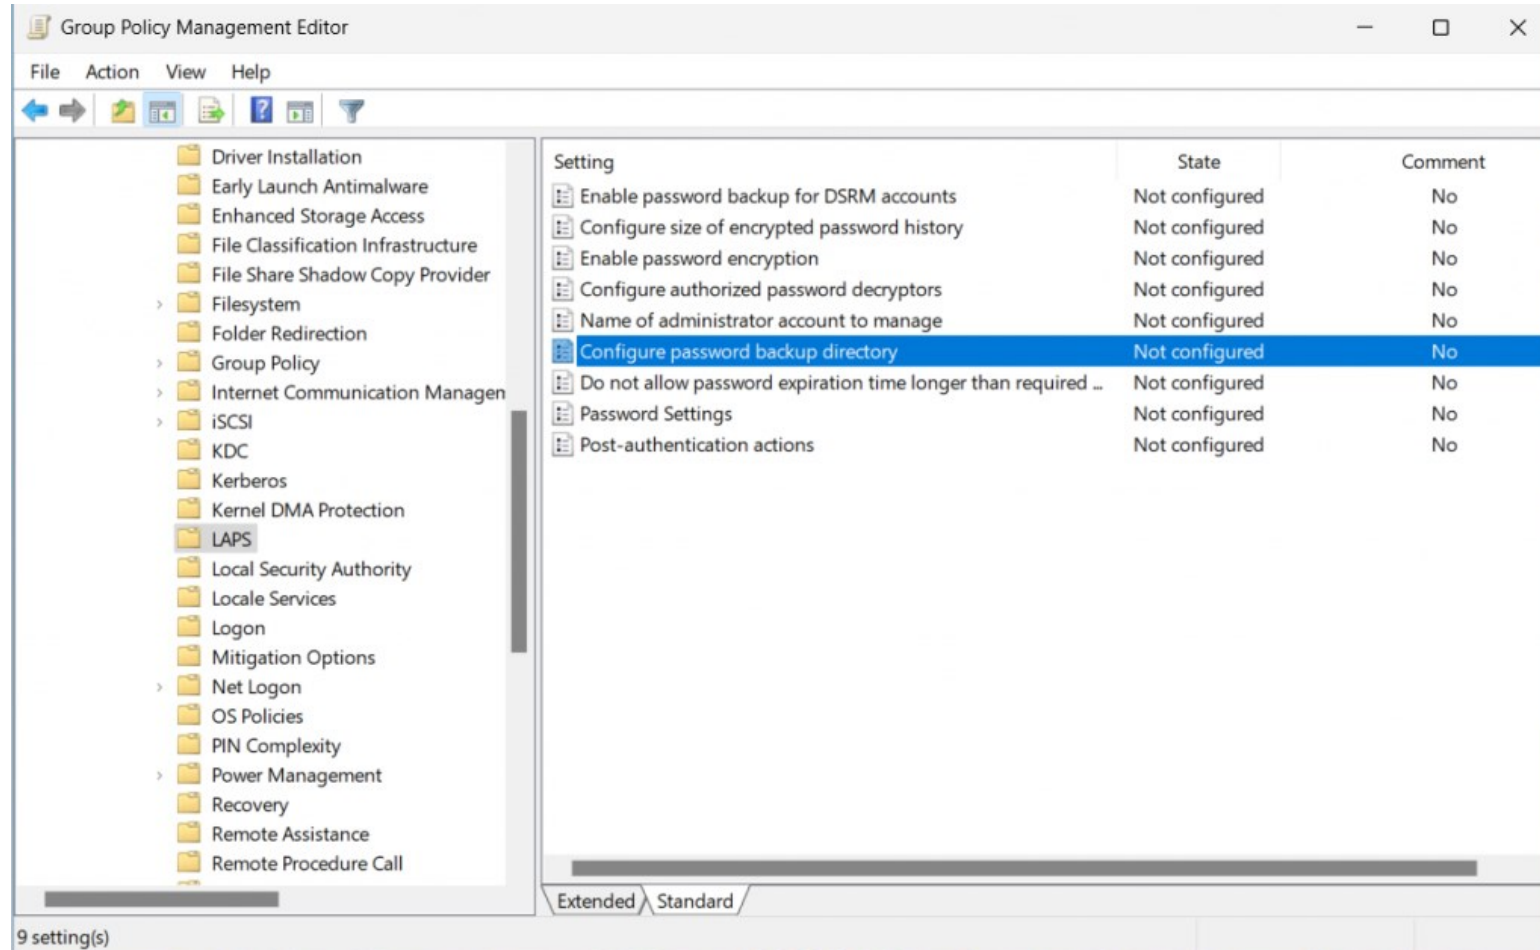 Group Policy Management Editor
File Action View Help
Driver Installation
Early Launch Antimalware
Enhanced Storage Access
File Classification Infrastructure
File Share Shadow Copy Provider
Filesystem
Folder Redirection
Group Policy
Internet Communication Managen
iSCSI
KDC
Kerberos
Kernel DMA Protection
LAPS
Local Security Authority
Locale Services
Logon
Mitigation Options
Net Logon
OS Policies
PIN Complexity
Power Management
Recovery
Remote Assistance
Remote Procedure Call
Setting State Comment
Enable password backup for DSRM accounts Not configured No
Configure size of encrypted password history Not configured No
Enable password encryption Not configured No
Configure authorized password decryptors Not configured No
Name of administrator account to manage Not configured No
Configure password backup directory Not configured No
Do not allow password expiration time longer than required ... Not configured No
Password Settings Not configured No
Post-authentication actions Not configured No
Extended Standard
9 setting(s)